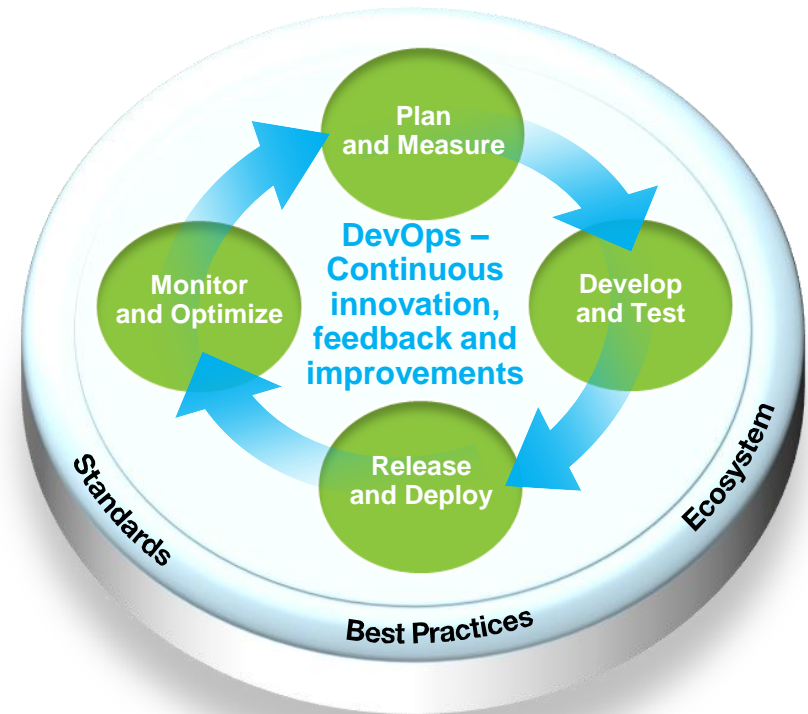 Plan
and Measure
DevOps –
Continuous
innovation,
feedback and
improvements
Monitor
and Optimize
Develop
and Test
Release
and Deploy
Standards
Best Practices
Ecosystem